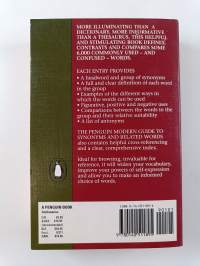 MORE ILLUMINATING THAN A
DICTIONARY, MORE INFORMATIVE
THAN A THESAURUS, THIS HELPFUL
AND STIMULATING BOOK DEFINES,
CONTRASTS AND COMPARES SOME
6,000 COMMONLY USED – AND
CONFUSED – WORDS.
EACH ENTRY PROVIDES
• A headword and group of synonyms
• A full and clear definition of each word
in the group
• Examples of the different ways in
which the words can be used
• Figurative, positive and negative uses
• Comparisons between the words in the
group and their relative suitability
• A list of antonyms
THE PENGUIN MODERN GUIDE TO
SYNONYMS AND RELATED WORDS also
contains helpful cross-referencing
and a clear, comprehensive index.
Ideal for browsing, invaluable for
reference, it will widen your vocabulary,
improve your powers of self-expression
and allow you to make an informed
choice of words.
A PENGUIN BOOK